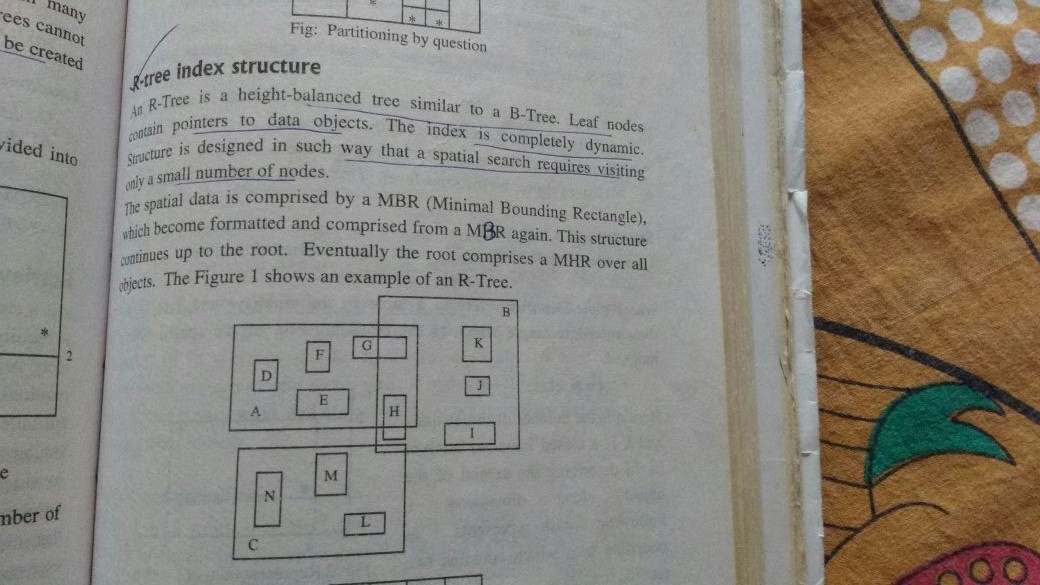 many
rees cannot
be created
vided into
*
2
e
mber of
*
* *
Fig: Partitioning by question
R-tree index structure
An R-Tree is a height-balanced tree similar to a B-Tree. Leaf nodes
contain pointers to data objects. The index is completely dynamic.
Structure is designed in such way that a spatial search requires visiting
only a small number of nodes.
The spatial data is comprised by a MBR (Minimal Bounding Rectangle),
which become formatted and comprised from a MBR again. This structure
continues up to the root. Eventually the root comprises a MHR over all
objects. The Figure 1 shows an example of an R-Tree.
B
G K
F
D J
E
A H
I
M
N
L
C